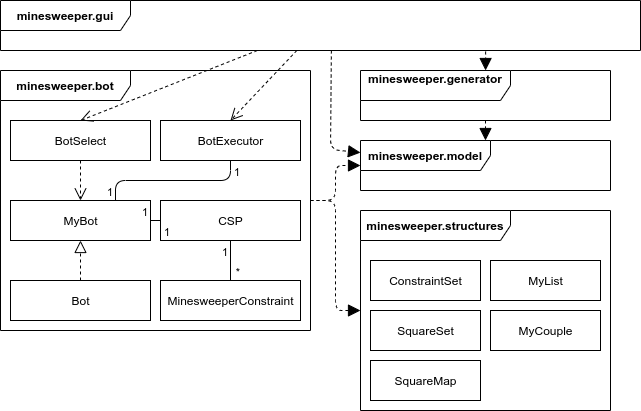 minesweeper.gui
minesweeper.bot
BotSelect
BotExecutor
1
1
MyBot
1
1
CSP
1
*
Bot
MinesweeperConstraint
minesweeper.generator
minesweeper.model
minesweeper.structures
ConstraintSet
MyList
SquareSet
MyCouple
SquareMap